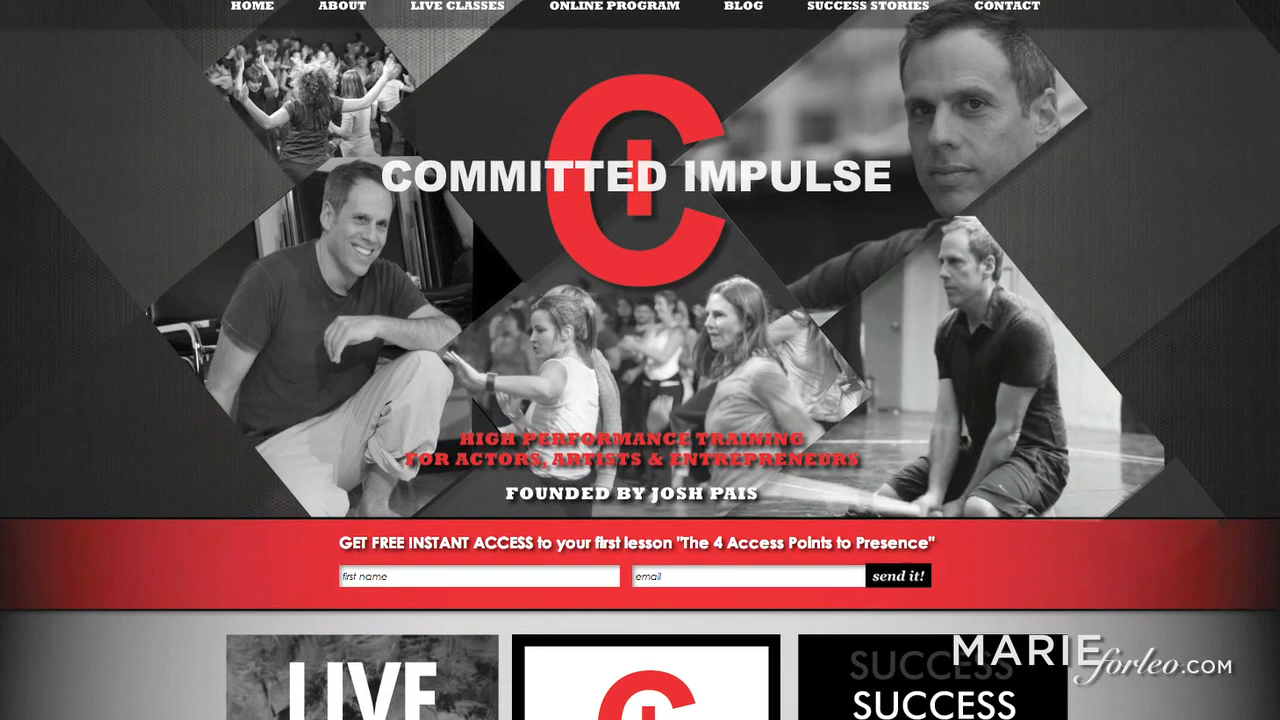 HOME ABOUT LIVE CLASSES ONLINE PROGRAM BLOG SUCCESS STORIES CONTACT
C
COMMITTED IMPULSE
HIGH PERFORMANCE TRAINING
FOR ACTORS, ARTISTS & ENTREPRENEURS
FOUNDED BY JOSH PAIS
GET FREE INSTANT ACCESS to your first lesson "The 4 Access Points to Presence"
first name email send it!
LIVE
SUCCESS
SUCCESS
MARIE forleo.COM